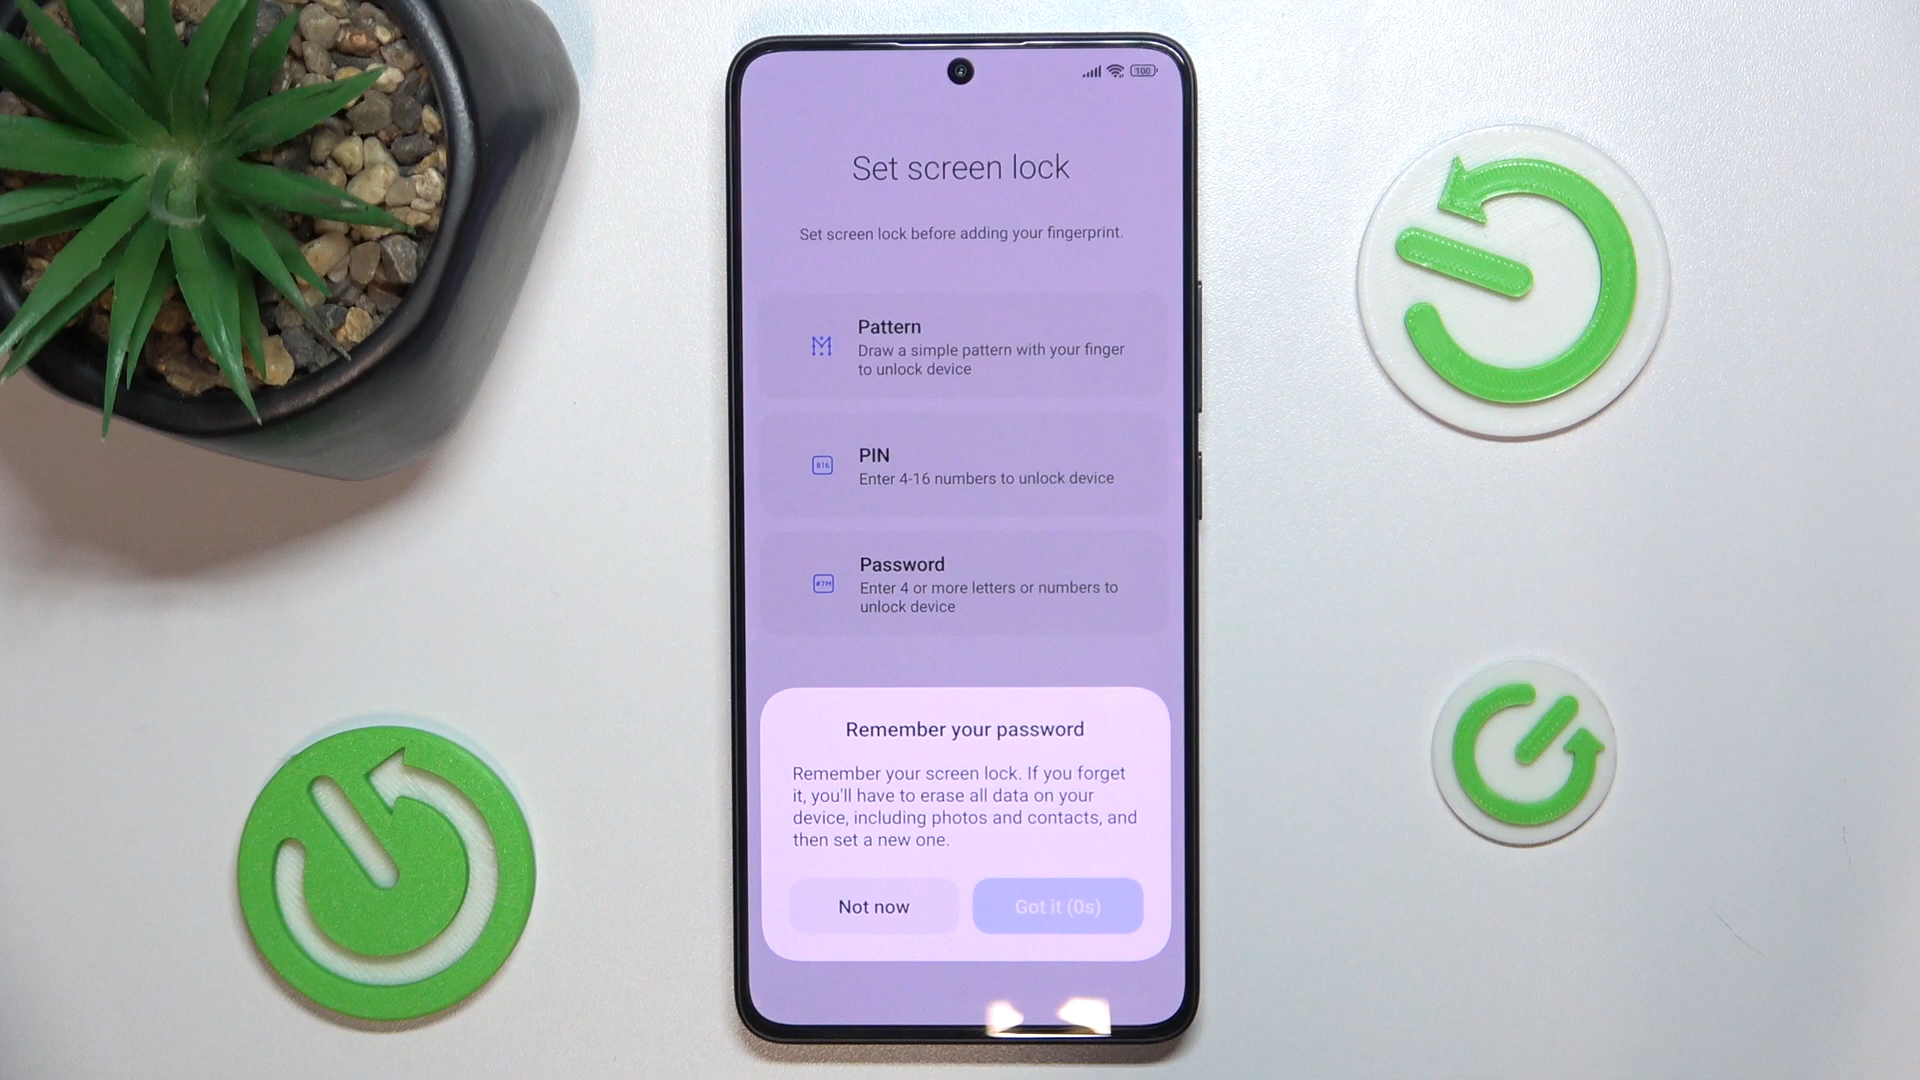 100
Set screen lock
Set screen lock before adding your fingerprint.
Pattern
Draw a simple pattern with your finger
to unlock device
PIN
Enter 4-16 numbers to unlock device
Password
Enter 4 or more letters or numbers to
unlock device
Remember your password
Remember your screen lock. If you forget
it, you'll have to erase all data on your
device, including photos and contacts, and
then set a new one.
Not now
Got it (0s)